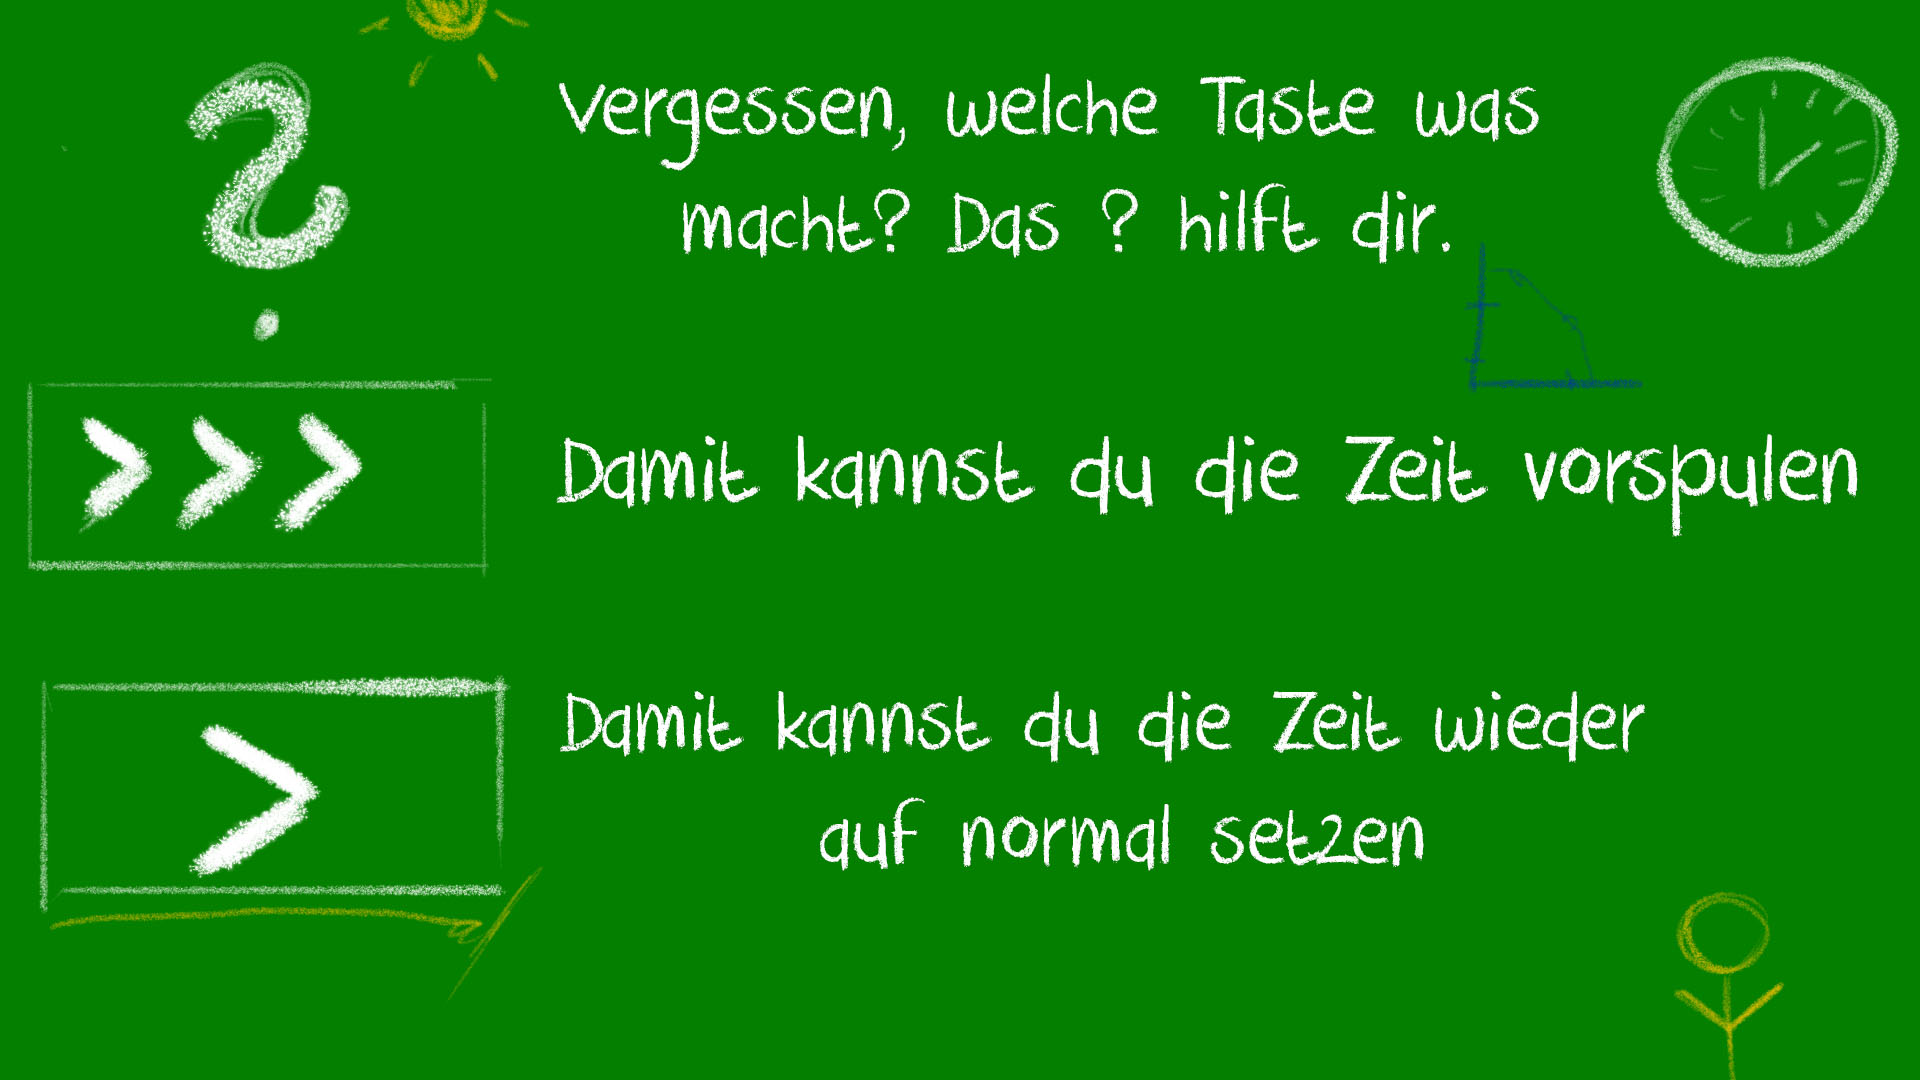 ?
Vergessen, welche Taste was
macht? Das ? hilft dir.
>>>
Damit kannst du die Zeit vorspulen
>
Damit kannst du die Zeit wieder
auf normal setzen